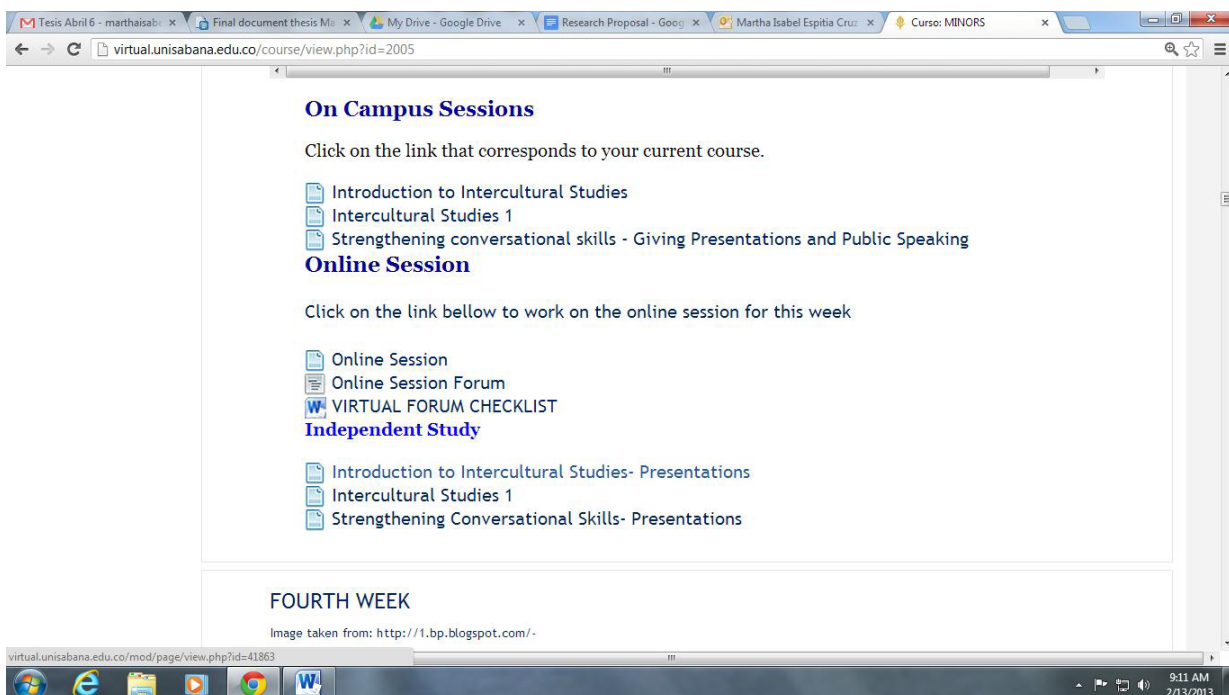 Tesis Abril 6 - marthaisab
Final document thesis Ma
My Drive - Google Drive
Research Proposal - Goog
Martha Isabel Espitia Cruz
Curso: MINORS
virtual.unisabana.edu.co/course/view.php?id=2005
On Campus Sessions
Click on the link that corresponds to your current course.
Introduction to Intercultural Studies
Intercultural Studies 1
Strengthening conversational skills - Giving Presentations and Public Speaking
Online Session
Click on the link bellow to work on the online session for this week
Online Session
Online Session Forum
VIRTUAL FORUM CHECKLIST
Independent Study
Introduction to Intercultural Studies- Presentations
Intercultural Studies 1
Strengthening Conversational Skills- Presentations
FOURTH WEEK
Image taken from: http://1.bp.blogspot.com/-
virtual.unisabana.edu.co/mod/page/view.php?id=41863
9:11 AM
2/13/2013